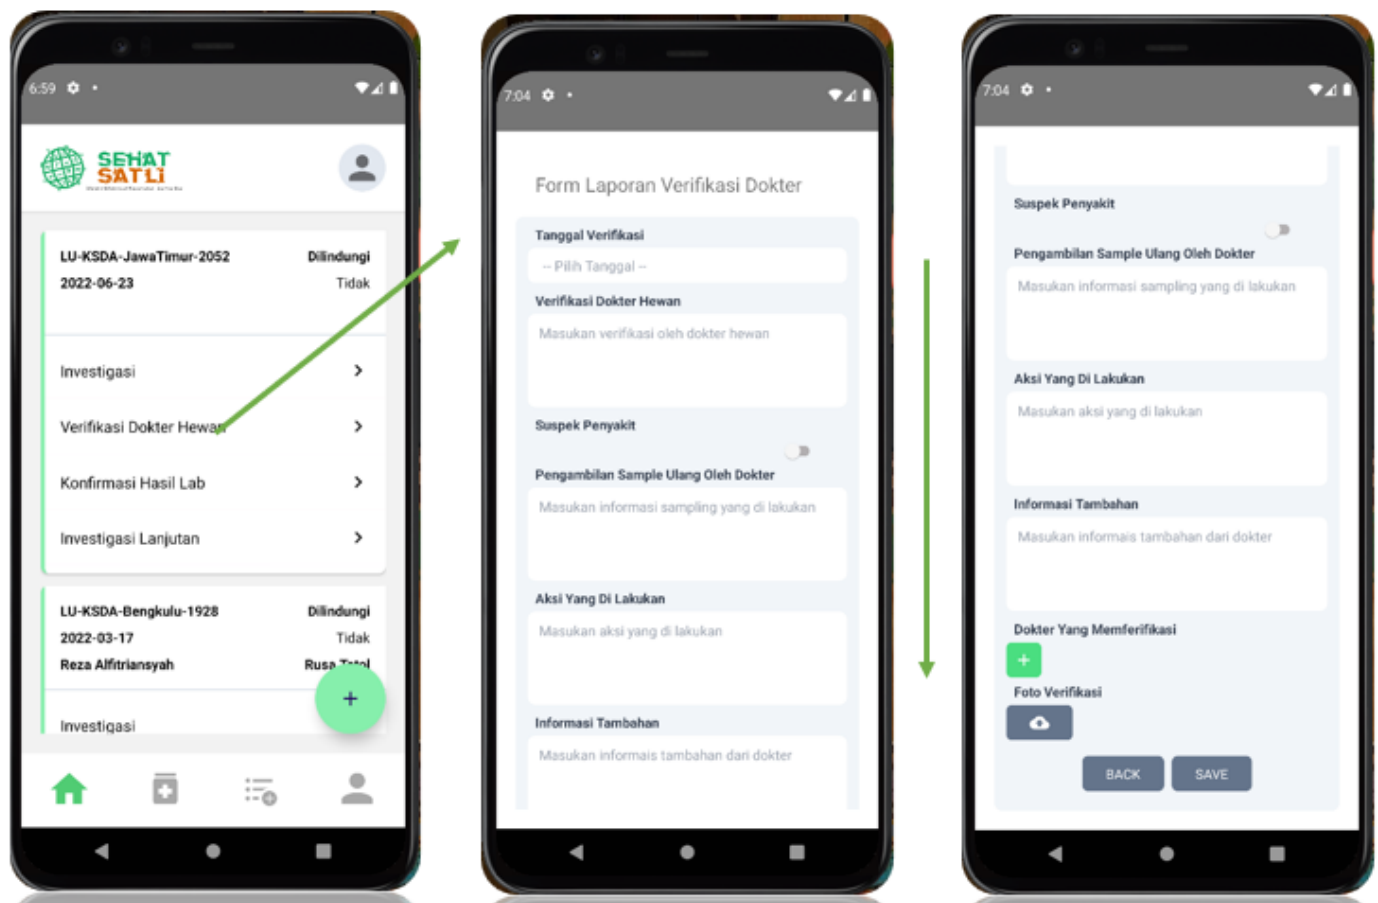 6:59
SEHAT
SATLI
LU-KSDA-JawaTimur-2052 Dilindungi
2022-06-23 Tidak
Investigasi
Verifikasi Dokter Hewan
Konfirmasi Hasil Lab
Investigasi Lanjutan
LU-KSDA-Bengkulu-1928 Dilindungi
2022-03-17 Tidak
Reza Alfitriansyah Rusa
+
Investigasi
7:04
Form Laporan Verifikasi Dokter
Tanggal Verifikasi
-- Pilih Tanggal --
Verifikasi Dokter Hewan
Masukan verifikasi oleh dokter hewan
Suspek Penyakit
Pengambilan Sample Ulang Oleh Dokter
Masukan informasi sampling yang di lakukan
Aksi Yang Di Lakukan
Masukan aksi yang di lakukan
Informasi Tambahan
Masukan informais tambahan dari dokter
7:04
Suspek Penyakit
Pengambilan Sample Ulang Oleh Dokter
Masukan informasi sampling yang di lakukan
Aksi Yang Di Lakukan
Masukan aksi yang di lakukan
Informasi Tambahan
Masukan informais tambahan dari dokter
Dokter Yang Memferifikasi
+
Foto Verifikasi
BACK SAVE